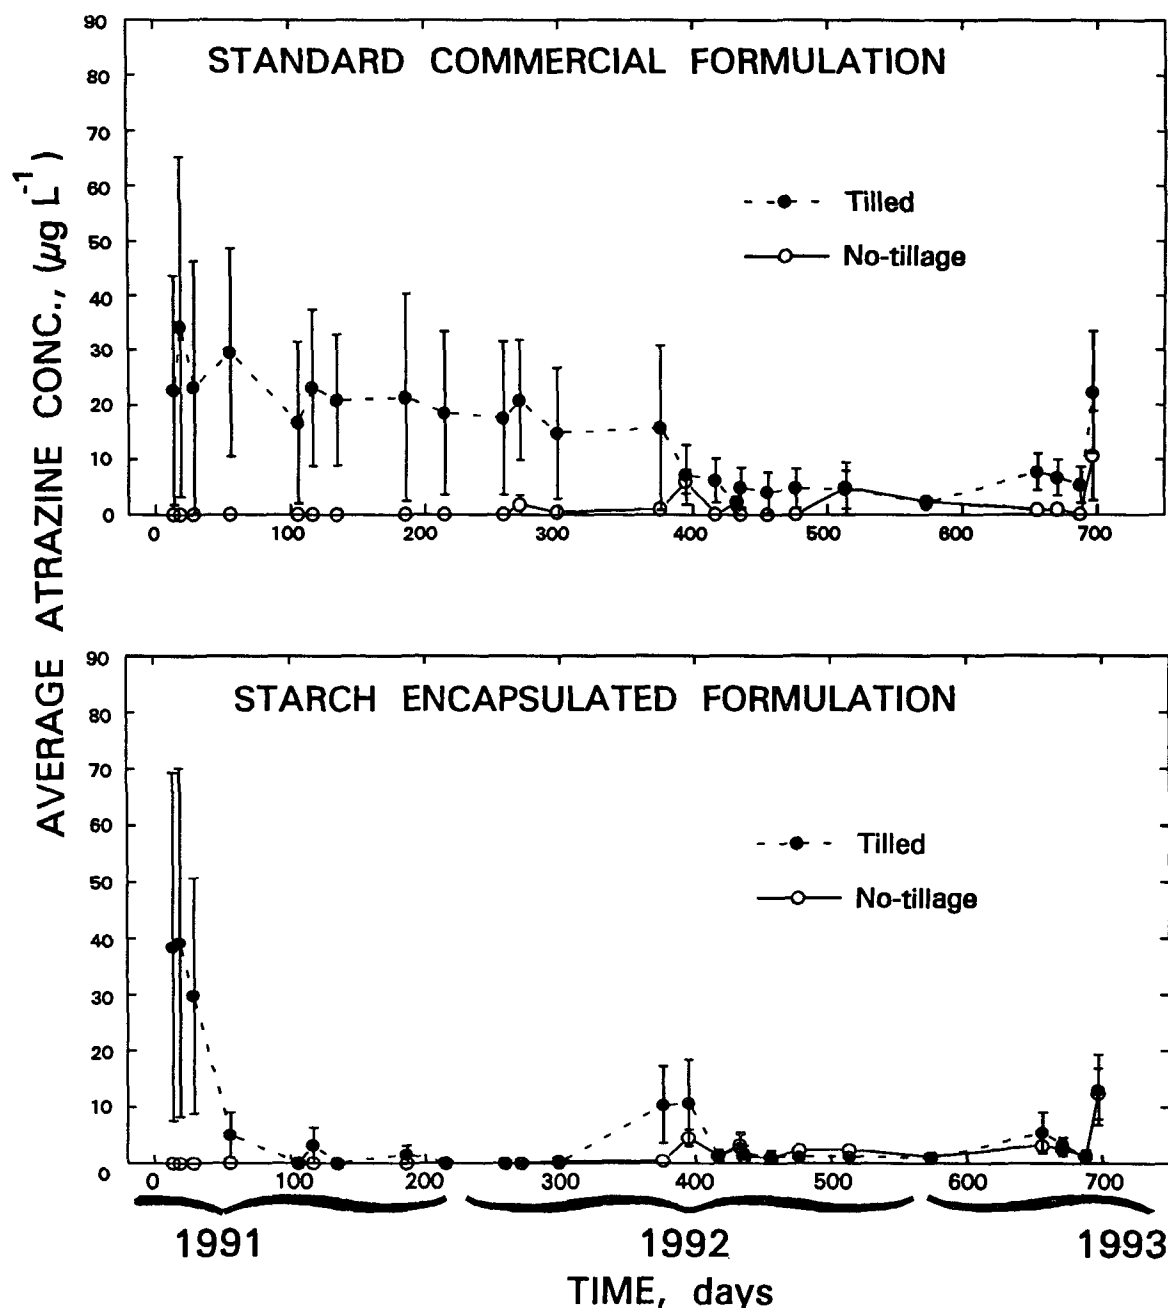 AVERAGE ATRAZINE CONC., (μg L-1)
STANDARD COMMERCIAL FORMULATION
90
80
70
60
50
40
30
20
10
0
Tilled
No-tillage
0 100 200 300 400 500 600 700
STARCH ENCAPSULATED FORMULATION
90
80
70
60
50
40
30
20
10
0
Tilled
No-tillage
0 100 200 300 400 500 600 700
1991 1992 1993
TIME, days